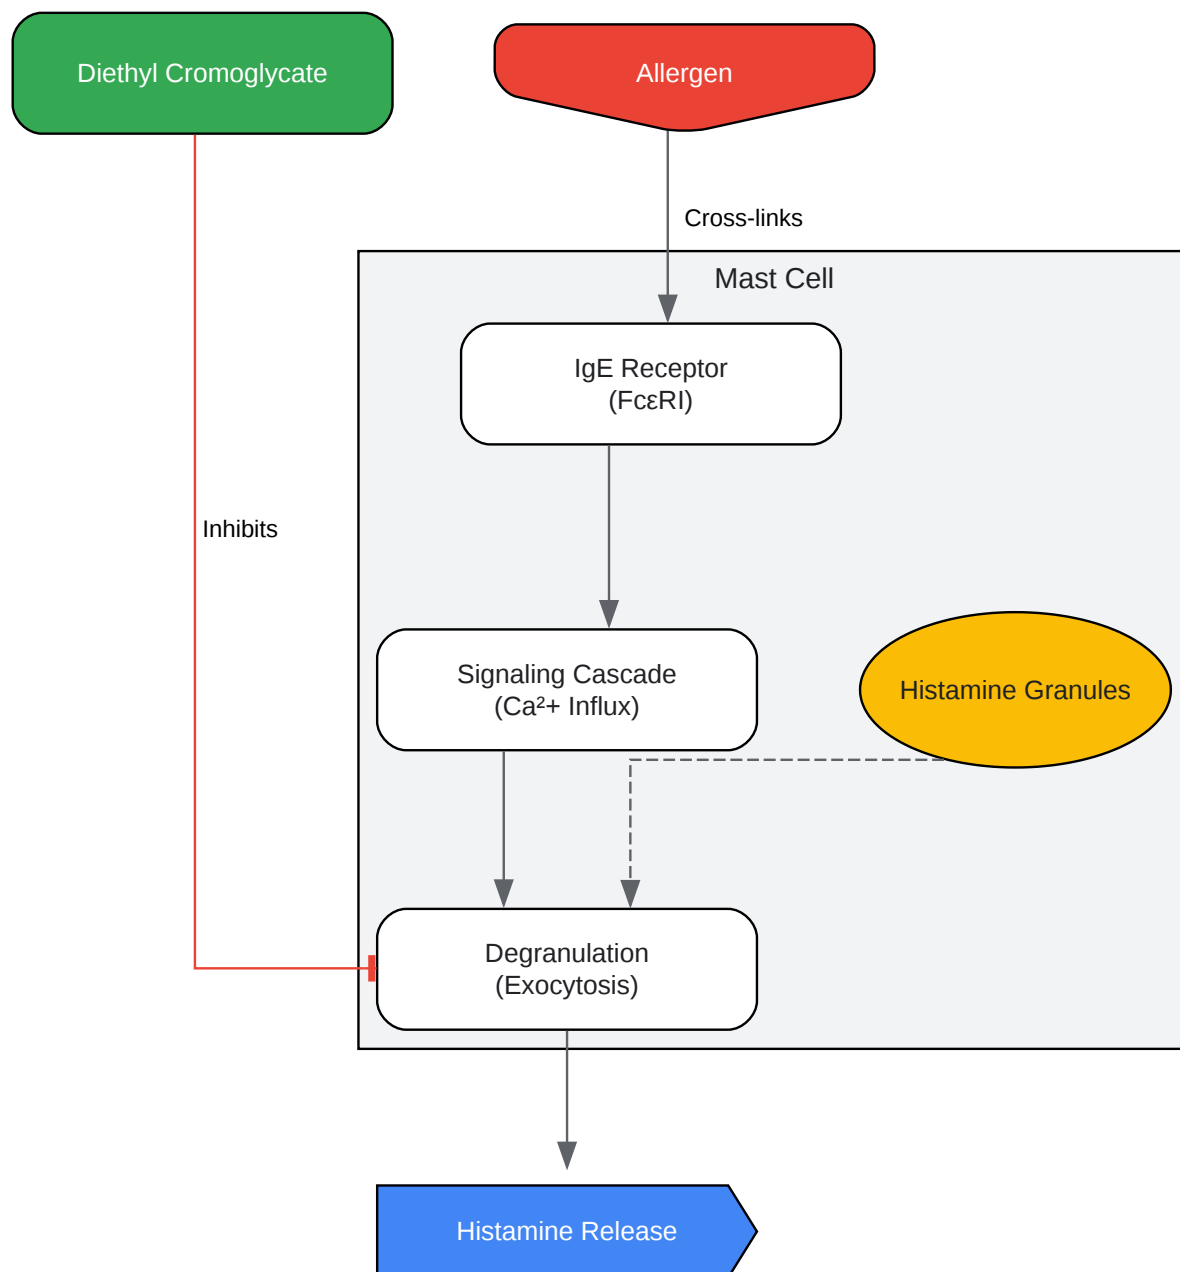 Diethyl Cromoglycate
Allergen
Cross-links
Mast Cell
IgE Receptor
(FcεRI)
Inhibits
Signaling Cascade
(Ca²+ Influx)
Histamine Granules
Degranulation
(Exocytosis)
Histamine Release